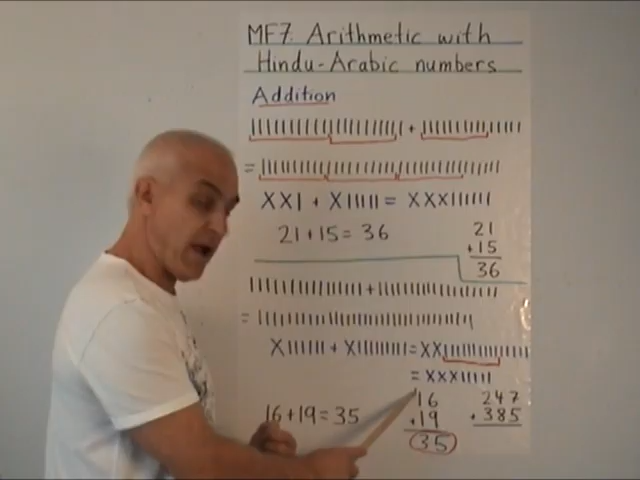 MF7: Arithmetic with
Hindu-Arabic numbers
Addition
XXI + XIIIII = XXXIIIIII
21 + 15 = 36
21
+ 15
36
XIIIIII + XIIIIIIIII = XXIIIIIIIIIIIIIII
= XXXIIIII
16 + 19 = 35
16
+ 19
35
247
+ 385